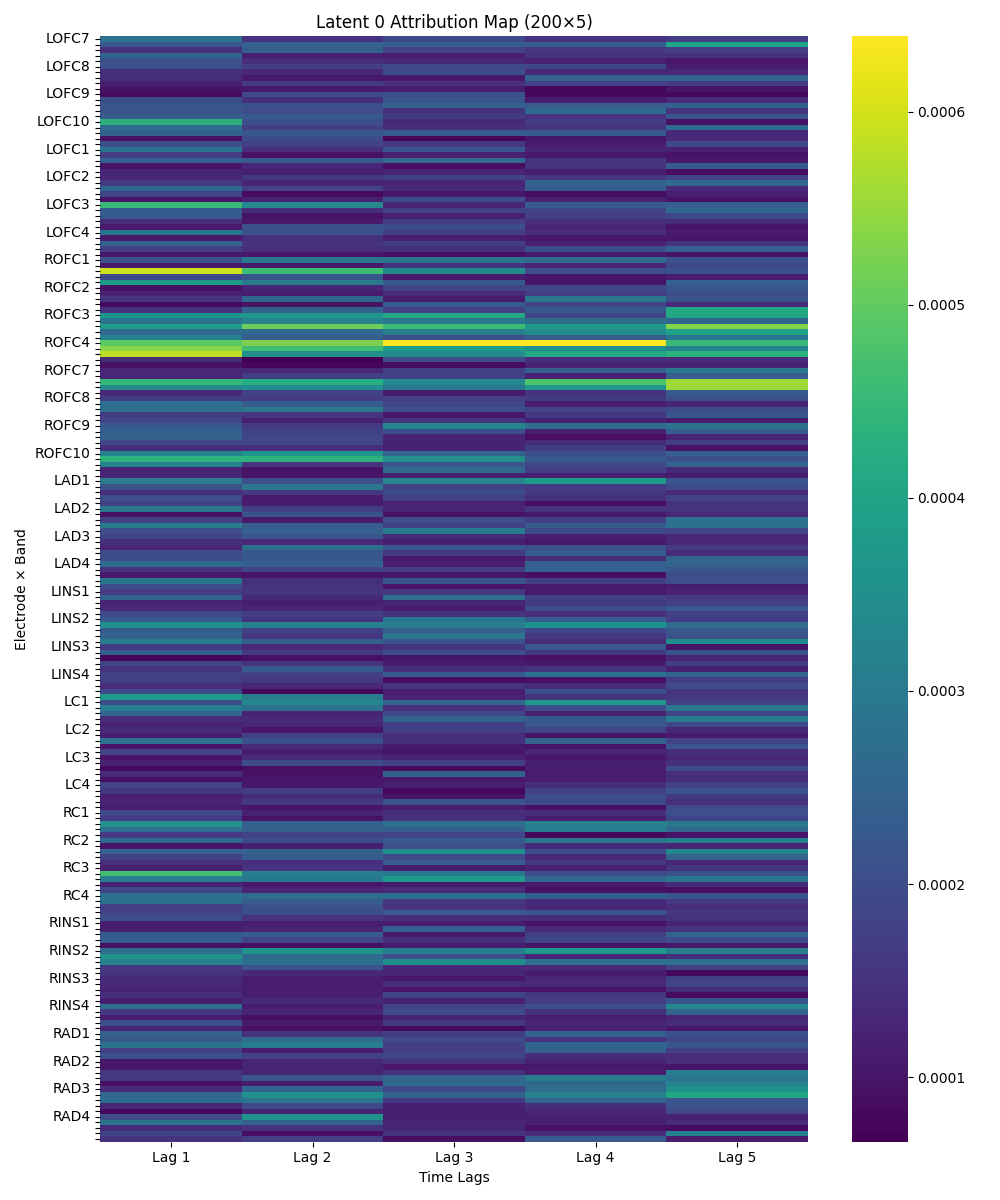 Latent 0 Attribution Map (200×5)
LOFC7
LOFC8
LOFC9
LOFC10
LOFC1
LOFC2
LOFC3
LOFC4
ROFC1
ROFC2
ROFC3
ROFC4
ROFC7
ROFC8
ROFC9
ROFC10
LAD1
LAD2
LAD3
LAD4
LINS1
LINS2
LINS3
LINS4
LC1
LC2
LC3
LC4
RC1
RC2
RC3
RC4
RINS1
RINS2
RINS3
RINS4
RAD1
RAD2
RAD3
RAD4
Electrode × Band
Lag 1 Lag 2 Lag 3 Lag 4 Lag 5
Time Lags
0.0006
0.0005
0.0004
0.0003
0.0002
0.0001